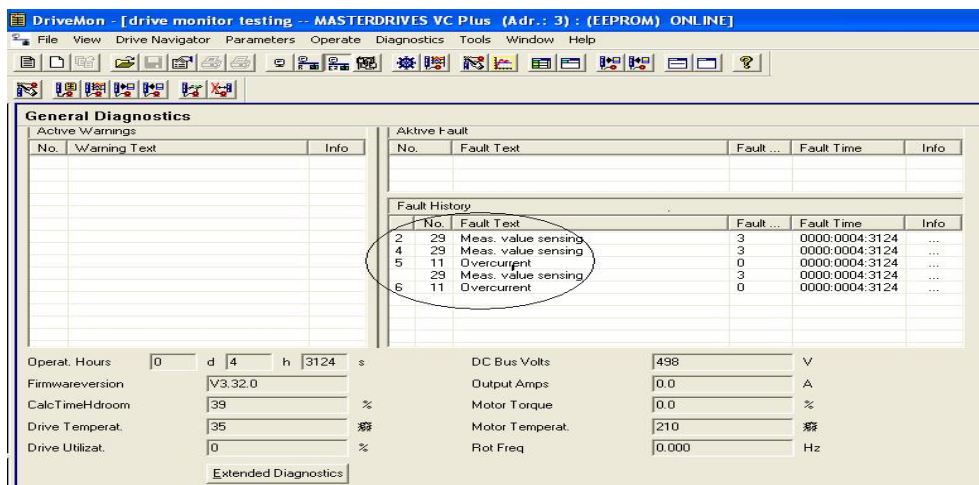 DriveMon - [drive monitor testing -- MASTERDRIVES VC Plus (Adr.: 3) : (EEPROM) ONLINE]
File View Drive Navigator Parameters Operate Diagnostics Tools Window Help
General Diagnostics
Active Warnings
No. Warning Text Info
Aktive Fault
No. Fault Text Fault ... Fault Time Info
Fault History
No. Fault Text Fault ... Fault Time Info
2 29 Meas. value sensing 3 0000:0004:3124 ...
4 29 Meas. value sensing 3 0000:0004:3124 ...
5 11 Overcurrent 0 0000:0004:3124 ...
29 Meas. value sensing 3 0000:0004:3124 ...
6 11 Overcurrent 0 0000:0004:3124 ...
Operat. Hours 0 d 4 h 3124 s
Firmwareversion V3.32.0
CalcTimeHdroom 39 %
Drive Temperat. 35
Drive Utilizat. 0 %
Extended Diagnostics
DC Bus Volts 498 V
Output Amps 0.0 A
Motor Torque 0.0 %
Motor Temperat. 210
Rot Freq 0.000 Hz